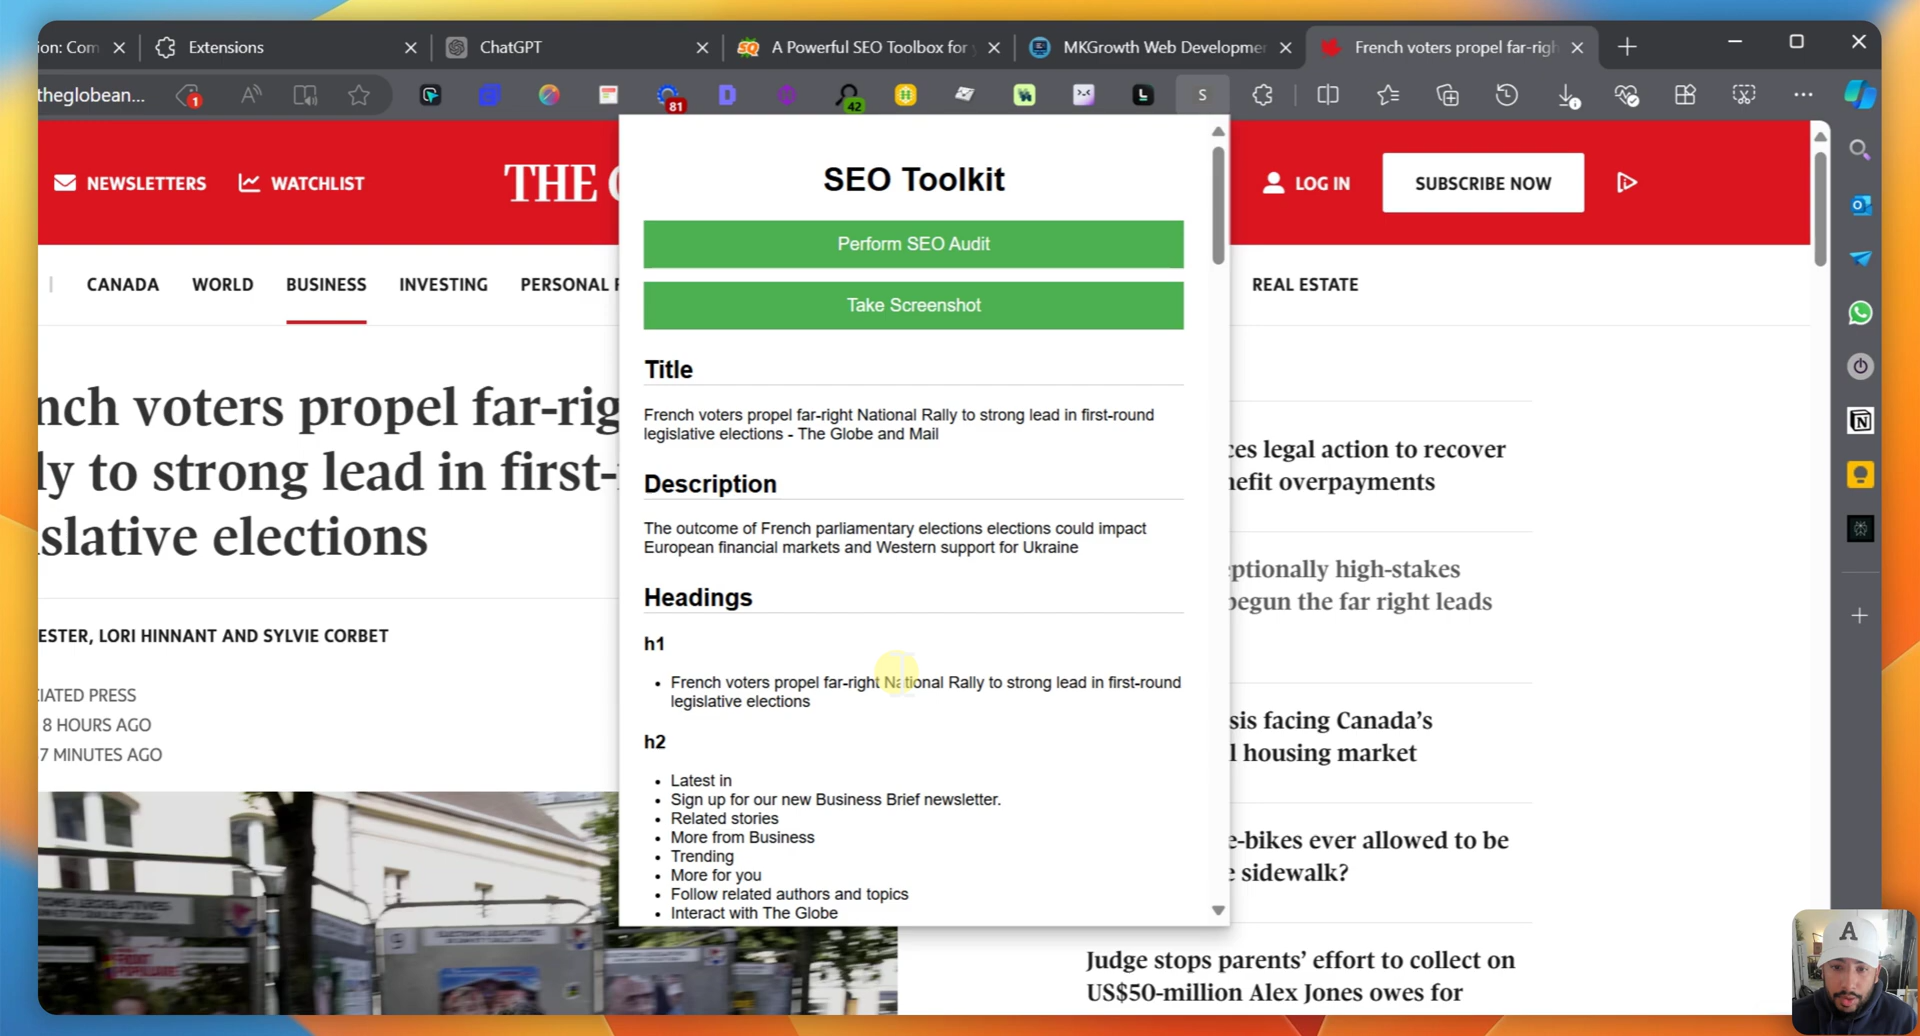 ion: Com
Extensions
ChatGPT
A Powerful SEO Toolbox for
MKGrowth Web Developme
French voters propel far-righ
theglobean...
1
81
D
42
L
S
NEWSLETTERS
WATCHLIST
THE
LOG IN
SUBSCRIBE NOW
CANADA
WORLD
BUSINESS
INVESTING
PERSONAL
REAL ESTATE
nch voters propel far-rig
ly to strong lead in first-
slative elections
ESTER, LORI HINNANT AND SYLVIE CORBET
IATED PRESS
8 HOURS AGO
7 MINUTES AGO
SEO Toolkit
Perform SEO Audit
Take Screenshot
Title
French voters propel far-right National Rally to strong lead in first-round
legislative elections - The Globe and Mail
Description
The outcome of French parliamentary elections elections could impact
European financial markets and Western support for Ukraine
Headings
h1
• French voters propel far-right National Rally to strong lead in first-round
legislative elections
h2
• Latest in
• Sign up for our new Business Brief newsletter.
• Related stories
• More from Business
• Trending
• More for you
• Follow related authors and topics
• Interact with The Globe
ces legal action to recover
nefit overpayments
ptionally high-stakes
begun the far right leads
sis facing Canada's
l housing market
e-bikes ever allowed to be
sidewalk?
Judge stops parents' effort to collect on
US$50-million Alex Jones owes for
A